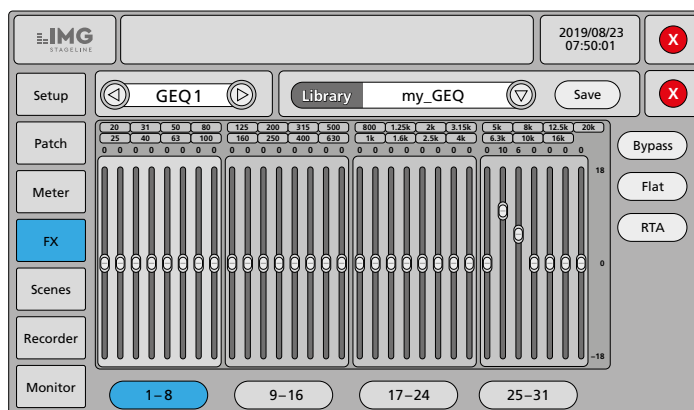 IMG
STAGELINE
2019/08/23
07:50:01
X
Setup
GEQ1
Library
my_GEQ
Save
X
20 31 50 80 125 200 315 500 800 1.25k 2k 3.15k 5k 8k 12.5k 20k
25 40 63 100 160 250 400 630 1k 1.6k 2.5k 4k 6.3k 10k 16k
0 0 0 0 0 0 0 0 0 0 0 0 0 0 0 0 0 0 0 0 0 0 0 0 0 10 6 0 0 0 0
Patch
Bypass
18
Meter
Flat
FX
RTA
0
Scenes
Recorder
–18
Monitor
1–8 9–16 17–24 25–31